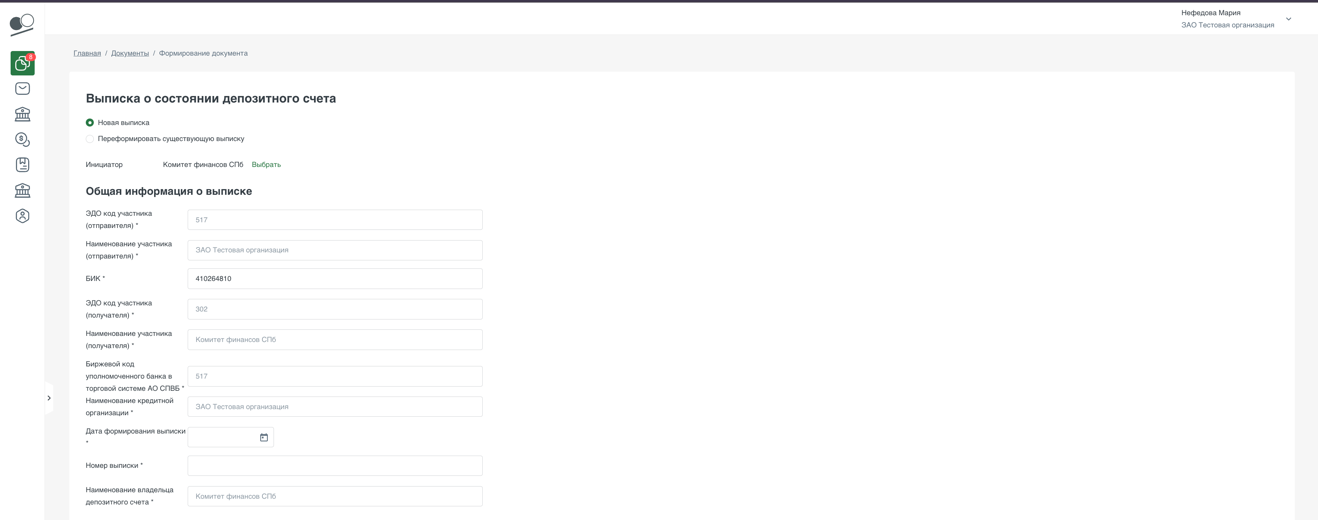 Нефедова Мария
ЗАО Тестовая организация
8
Главная / Документы / Формирование документа
Выписка о состоянии депозитного счета
Новая выписка
Переформировать существующую выписку
Инициатор Комитет финансов СПб Выбрать
Общая информация о выписке
ЭДО код участника
(отправителя) *
517
Наименование участника
(отправителя) *
ЗАО Тестовая организация
БИК *
410264810
ЭДО код участника
(получателя) *
302
Наименование участника
(получателя) *
Комитет финансов СПб
Биржевой код
уполномоченного банка в
торговой системе АО СПВБ *
517
Наименование кредитной
организации *
ЗАО Тестовая организация
Дата формирования выписки
*
Номер выписки *
Наименование владельца
депозитного счета *
Комитет финансов СПб